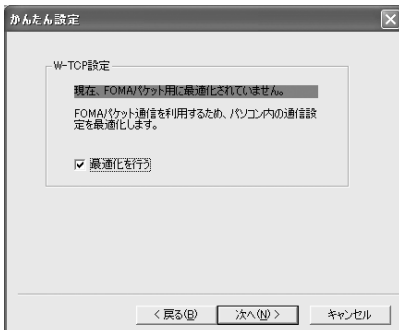 かんたん設定
W-TCP設定
現在、FOMAパケット用に最適化されていません。
FOMAパケット通信を利用するため、パソコン内の通信設
定を最適化します。
最適化を行う
< 戻る(B)
次へ(N) >
キャンセル